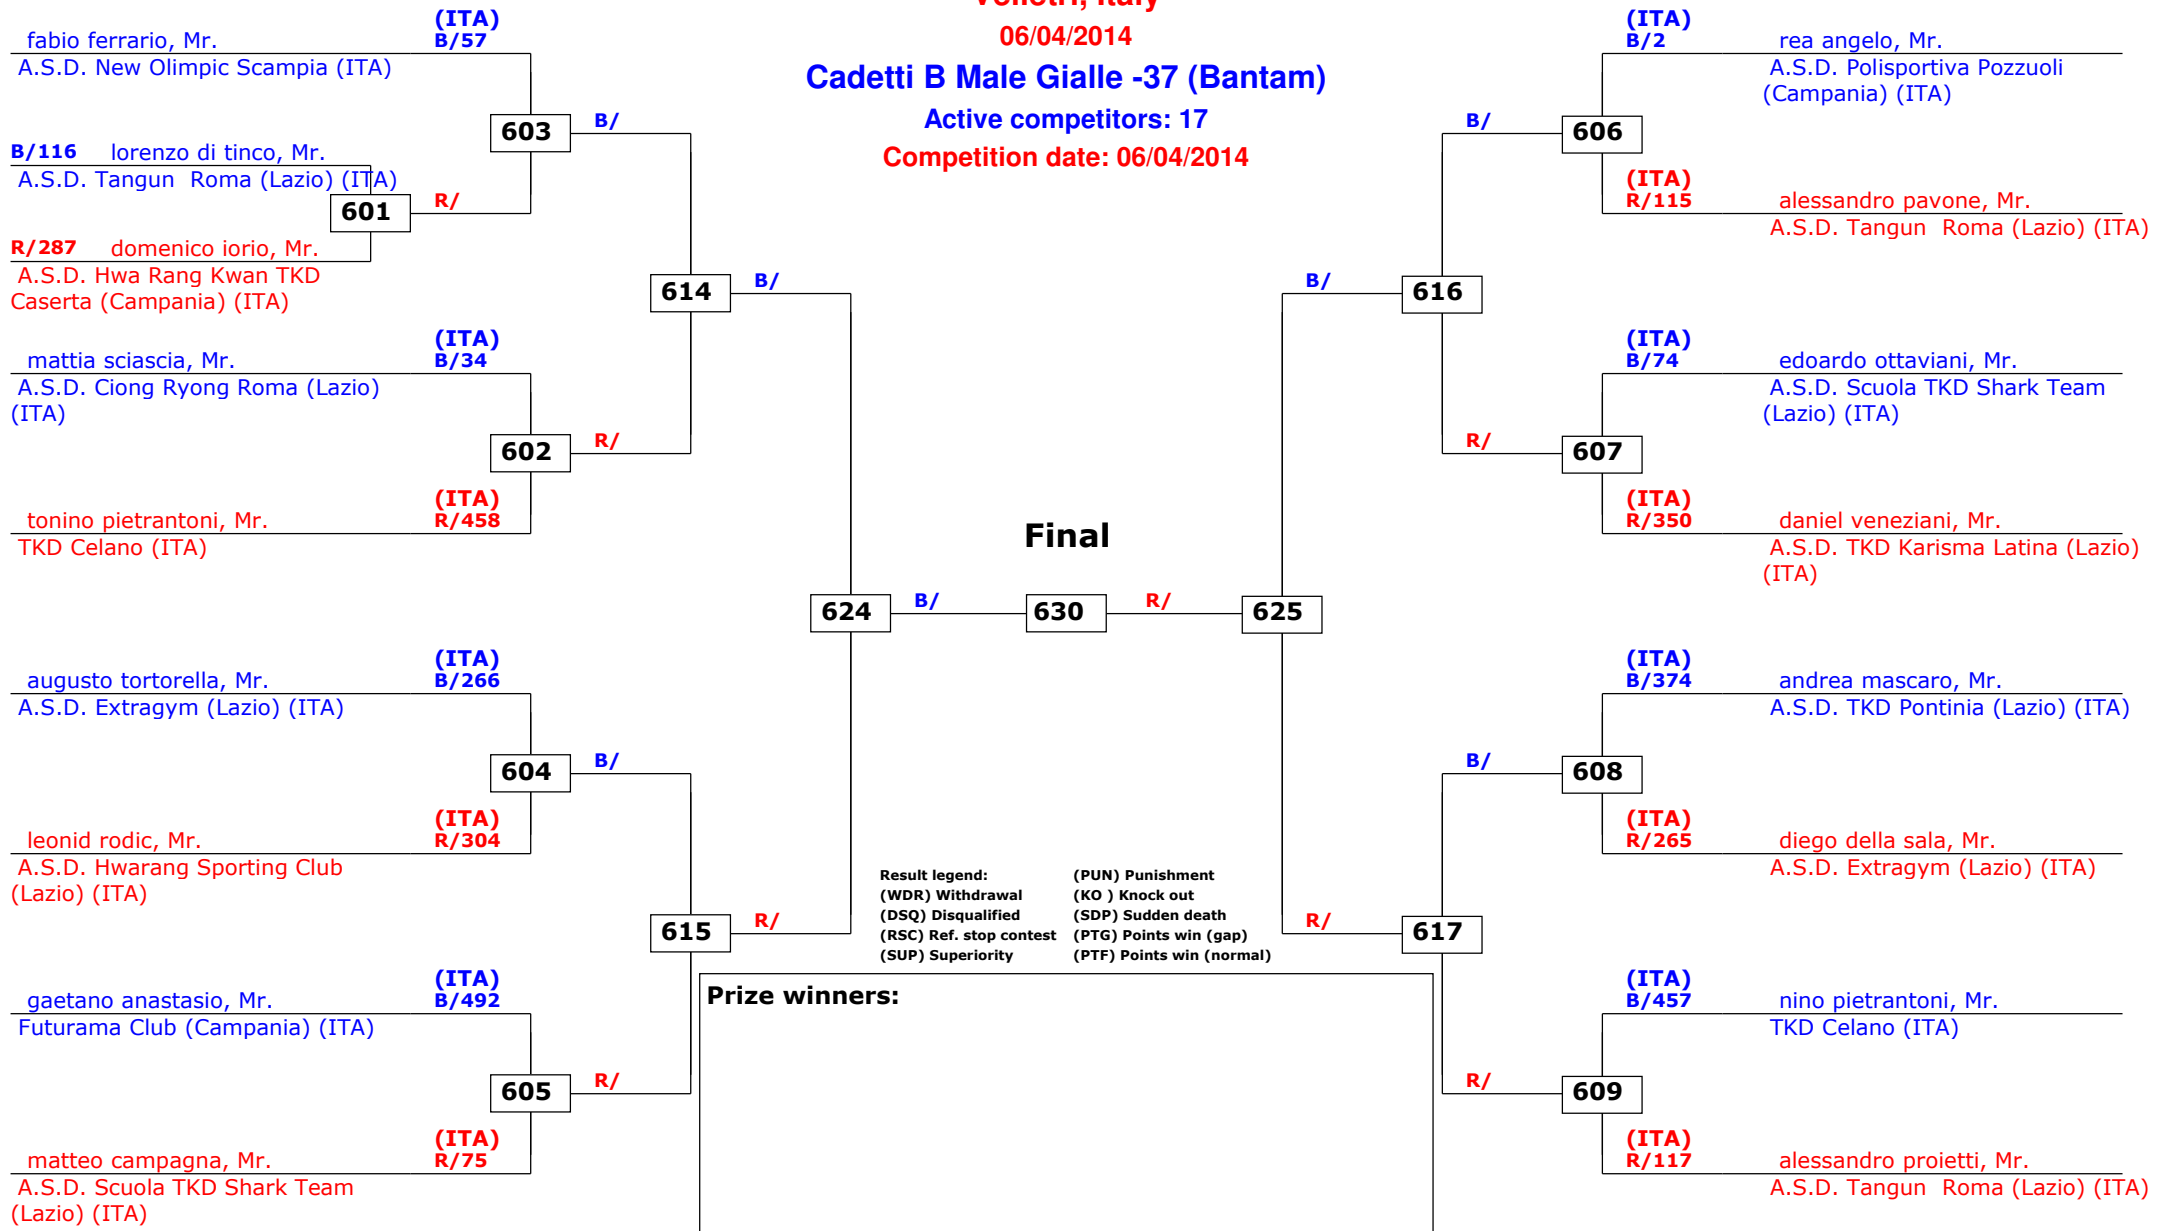 Velletri, Italy
06/04/2014
Cadetti B Male Gialle -37 (Bantam)
Active competitors: 17
Competition date: 06/04/2014
(ITA)
fabio ferrario, Mr. B/57
A.S.D. New Olimpic Scampia (ITA)
603
B/
B/116 lorenzo di tinco, Mr.
A.S.D. Tangun Roma (Lazio) (ITA)
601
R/
R/287 domenico iorio, Mr.
A.S.D. Hwa Rang Kwan TKD
Caserta (Campania) (ITA)
614
B/
(ITA)
mattia sciascia, Mr. B/34
A.S.D. Ciong Ryong Roma (Lazio)
(ITA)
602
R/
(ITA)
tonino pietrantoni, Mr. R/458
TKD Celano (ITA)
624
B/
(ITA)
augusto tortorella, Mr. B/266
A.S.D. Extragym (Lazio) (ITA)
604
B/
(ITA)
leonid rodic, Mr. R/304
A.S.D. Hwarang Sporting Club
(Lazio) (ITA)
615
R/
(ITA)
gaetano anastasio, Mr. B/492
Futurama Club (Campania) (ITA)
605
R/
(ITA)
matteo campagna, Mr. R/75
A.S.D. Scuola TKD Shark Team
(Lazio) (ITA)
Final
630
R/
625
(ITA)
B/2 rea angelo, Mr.
A.S.D. Polisportiva Pozzuoli
(Campania) (ITA)
B/
606
(ITA)
R/115 alessandro pavone, Mr.
A.S.D. Tangun Roma (Lazio) (ITA)
B/
616
(ITA)
B/74 edoardo ottaviani, Mr.
A.S.D. Scuola TKD Shark Team
(Lazio) (ITA)
R/
607
(ITA)
R/350 daniel veneziani, Mr.
A.S.D. TKD Karisma Latina (Lazio)
(ITA)
(ITA)
B/374 andrea mascaro, Mr.
A.S.D. TKD Pontinia (Lazio) (ITA)
B/
608
(ITA)
R/265 diego della sala, Mr.
A.S.D. Extragym (Lazio) (ITA)
R/
617
(ITA)
B/457 nino pietrantoni, Mr.
TKD Celano (ITA)
R/
609
(ITA)
R/117 alessandro proietti, Mr.
A.S.D. Tangun Roma (Lazio) (ITA)
Result legend: (PUN) Punishment
(WDR) Withdrawal (KO ) Knock out
(DSQ) Disqualified (SDP) Sudden death
(RSC) Ref. stop contest (PTG) Points win (gap)
(SUP) Superiority (PTF) Points win (normal)
Prize winners: